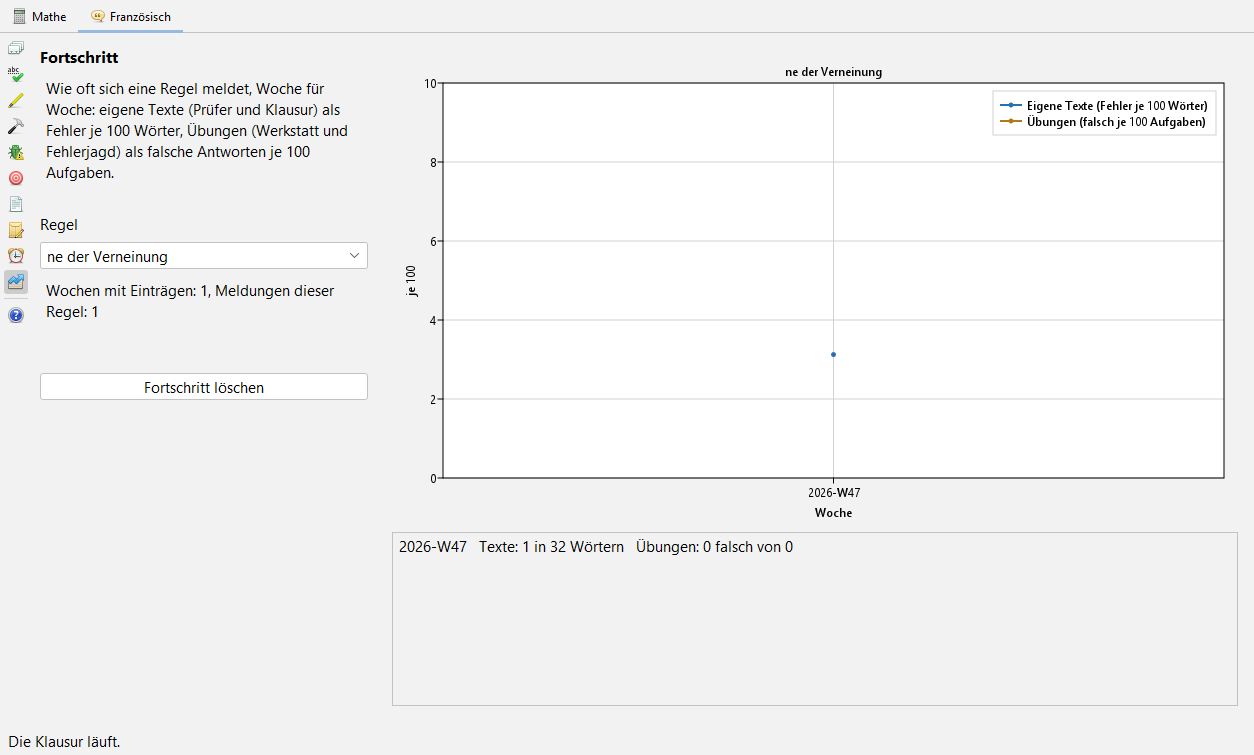 Mathe
Französisch
Fortschritt
Wie oft sich eine Regel meldet, Woche für
Woche: eigene Texte (Prüfer und Klausur) als
Fehler je 100 Wörter, Übungen (Werkstatt und
Fehlerjagd) als falsche Antworten je 100
Aufgaben.
Regel
ne der Verneinung
Wochen mit Einträgen: 1, Meldungen dieser
Regel: 1
Fortschritt löschen
ne der Verneinung
Eigene Texte (Fehler je 100 Wörter)
Übungen (falsch je 100 Aufgaben)
10
8
6
4
2
0
je 100
2026-W47
Woche
2026-W47 Texte: 1 in 32 Wörtern Übungen: 0 falsch von 0
Die Klausur läuft.